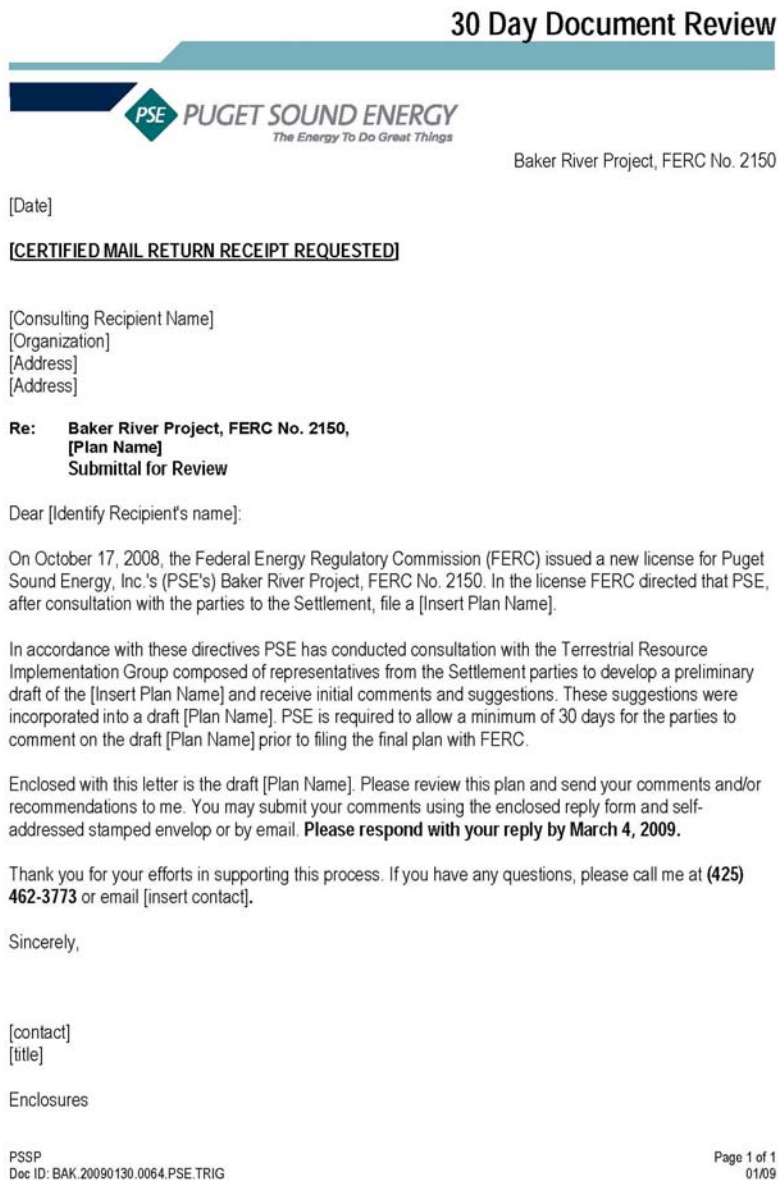 30 Day Document Review
PSE PUGET SOUND ENERGY
The Energy To Do Great Things
Baker River Project, FERC No. 2150
[Date]
[CERTIFIED MAIL RETURN RECEIPT REQUESTED]
[Consulting Recipient Name]
[Organization]
[Address]
[Address]
Re: Baker River Project, FERC No. 2150,
[Plan Name]
Submittal for Review
Dear [Identify Recipient's name]:
On October 17, 2008, the Federal Energy Regulatory Commission (FERC) issued a new license for Puget
Sound Energy, Inc.'s (PSE's) Baker River Project, FERC No. 2150. In the license FERC directed that PSE,
after consultation with the parties to the Settlement, file a [Insert Plan Name].
In accordance with these directives PSE has conducted consultation with the Terrestrial Resource
Implementation Group composed of representatives from the Settlement parties to develop a preliminary
draft of the [Insert Plan Name] and receive initial comments and suggestions. These suggestions were
incorporated into a draft [Plan Name]. PSE is required to allow a minimum of 30 days for the parties to
comment on the draft [Plan Name] prior to filing the final plan with FERC.
Enclosed with this letter is the draft [Plan Name]. Please review this plan and send your comments and/or
recommendations to me. You may submit your comments using the enclosed reply form and self-
addressed stamped envelop or by email. Please respond with your reply by March 4, 2009.
Thank you for your efforts in supporting this process. If you have any questions, please call me at (425)
462-3773 or email [insert contact].
Sincerely,
[contact]
[title]
Enclosures
PSSP
Doc ID: BAK.20090130.0064.PSE.TRIG
Page 1 of 1
01/09